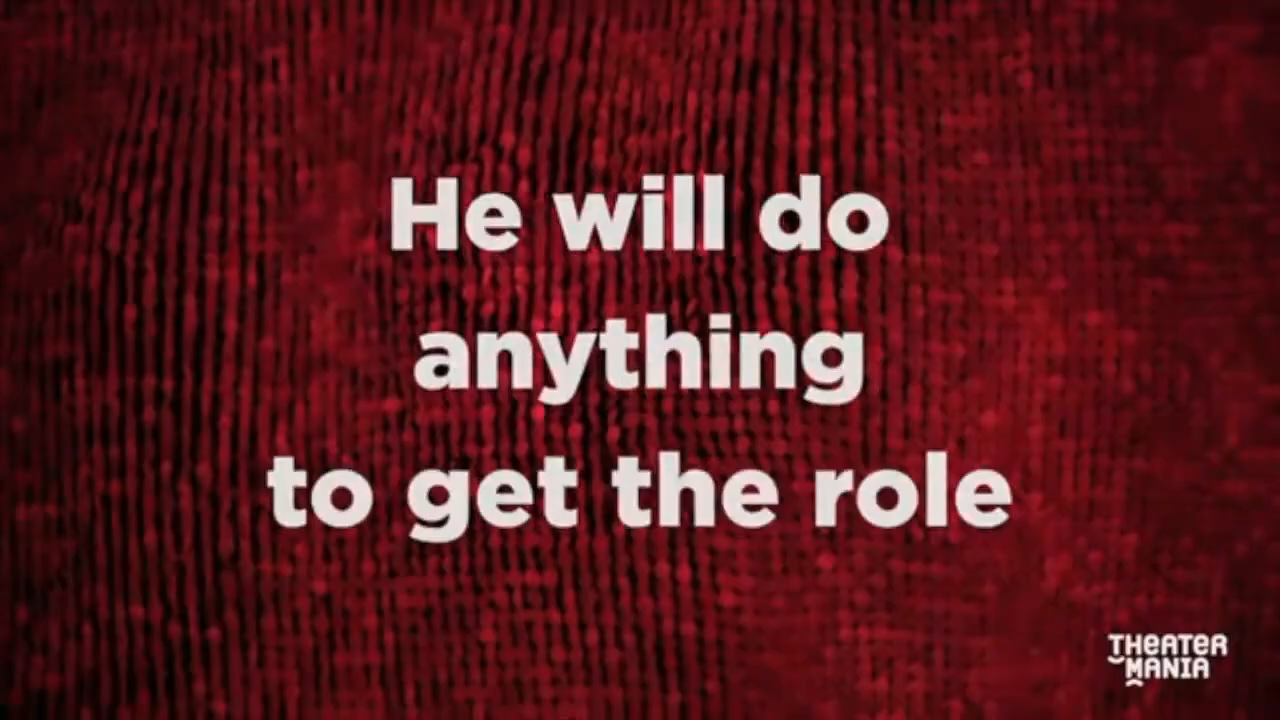 He will do
anything
to get the role
THEATER
MANIA